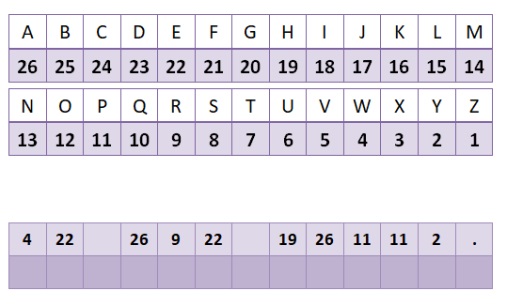 A B C D E F G H I J K L M
26 25 24 23 22 21 20 19 18 17 16 15 14
N O P Q R S T U V W X Y Z
13 12 11 10 9 8 7 6 5 4 3 2 1
4 22 26 9 22 19 26 11 11 2 .